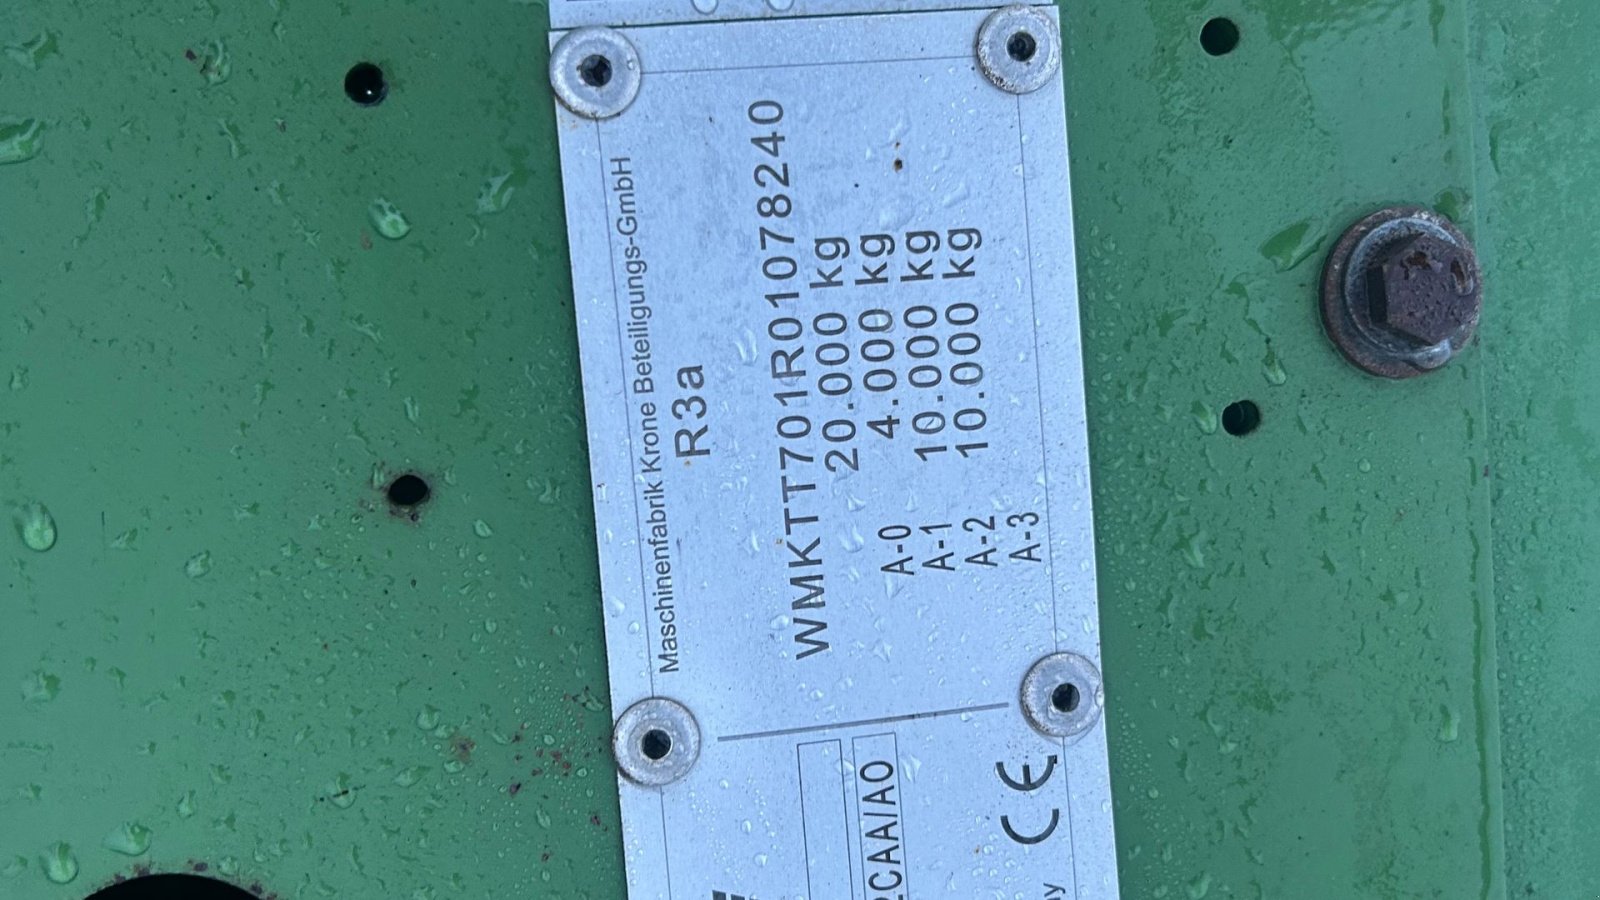 Maschinenfabrik Krone Beteiligungs-GmbH
R3a
WMKTT701R01078240
20.000 kg
A-0 4.000 kg
A-1 10.000 kg
A-2 10.000 kg
A-3
CAA/A0
CE